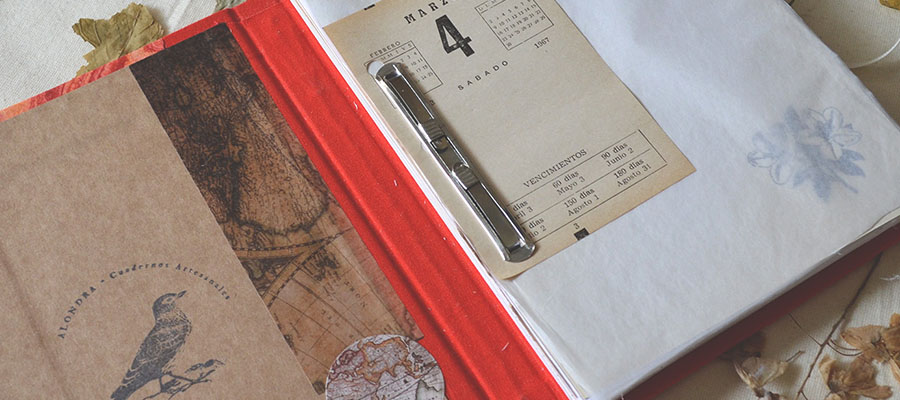 ALONDRA - Cuadernos Artesanales
MARZ
4
FEBRERO
1967
SABADO
VENCIMIENTOS
días 60 días 90 días
il 3 Mayo 3 Junio 2
días 150 días 180 días
2 Agosto 1 Agosto 31